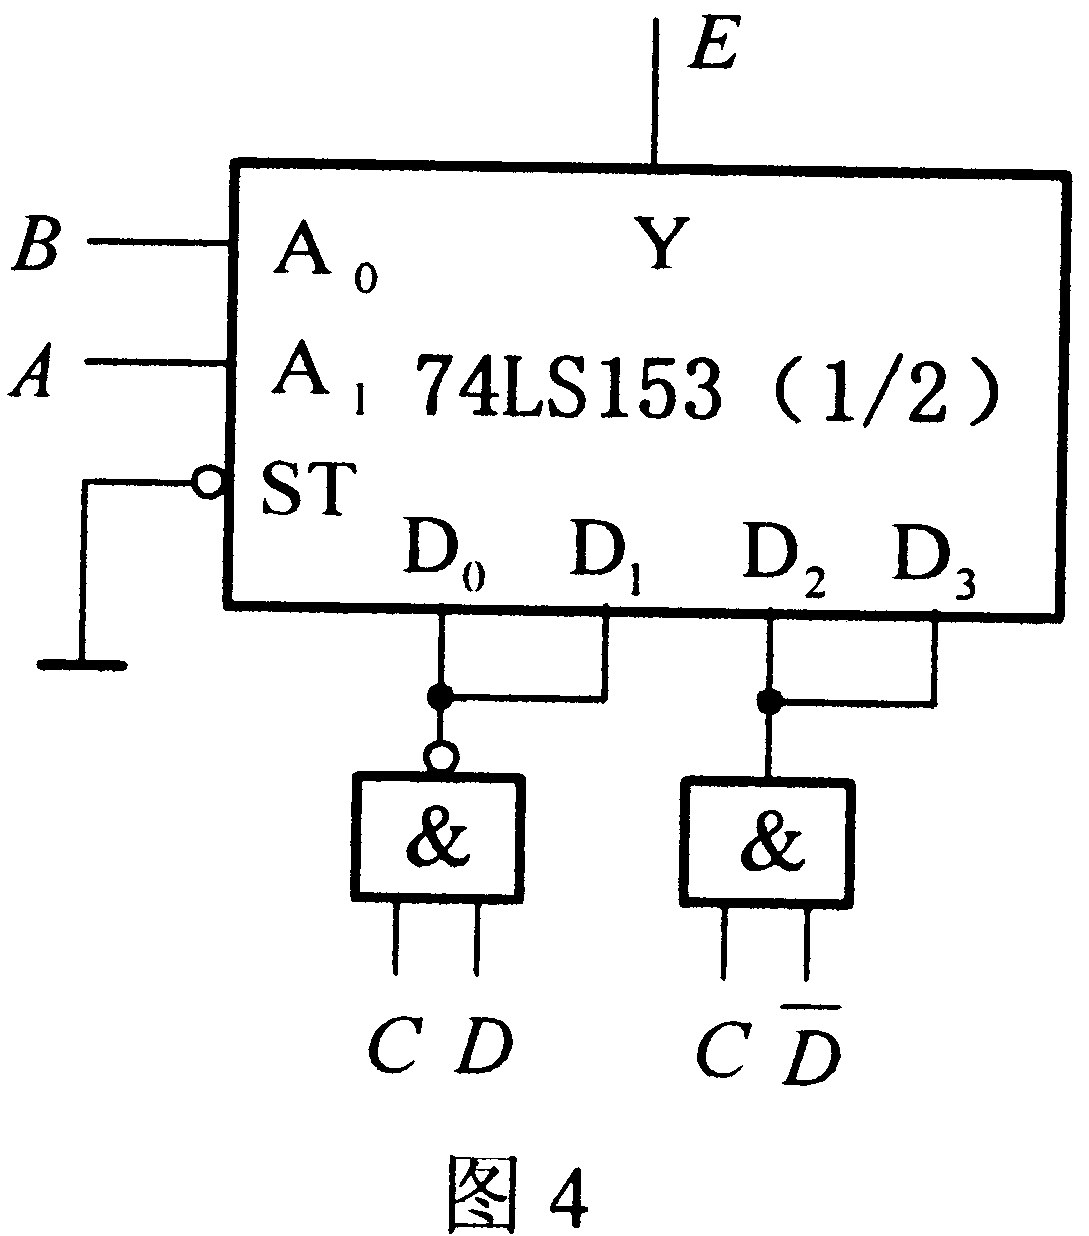 E
B A₀ Y
A A₁ 74LS153（1/2）
ST
D₀ D₁ D₂ D₃
& &
C D C D̅
图 4